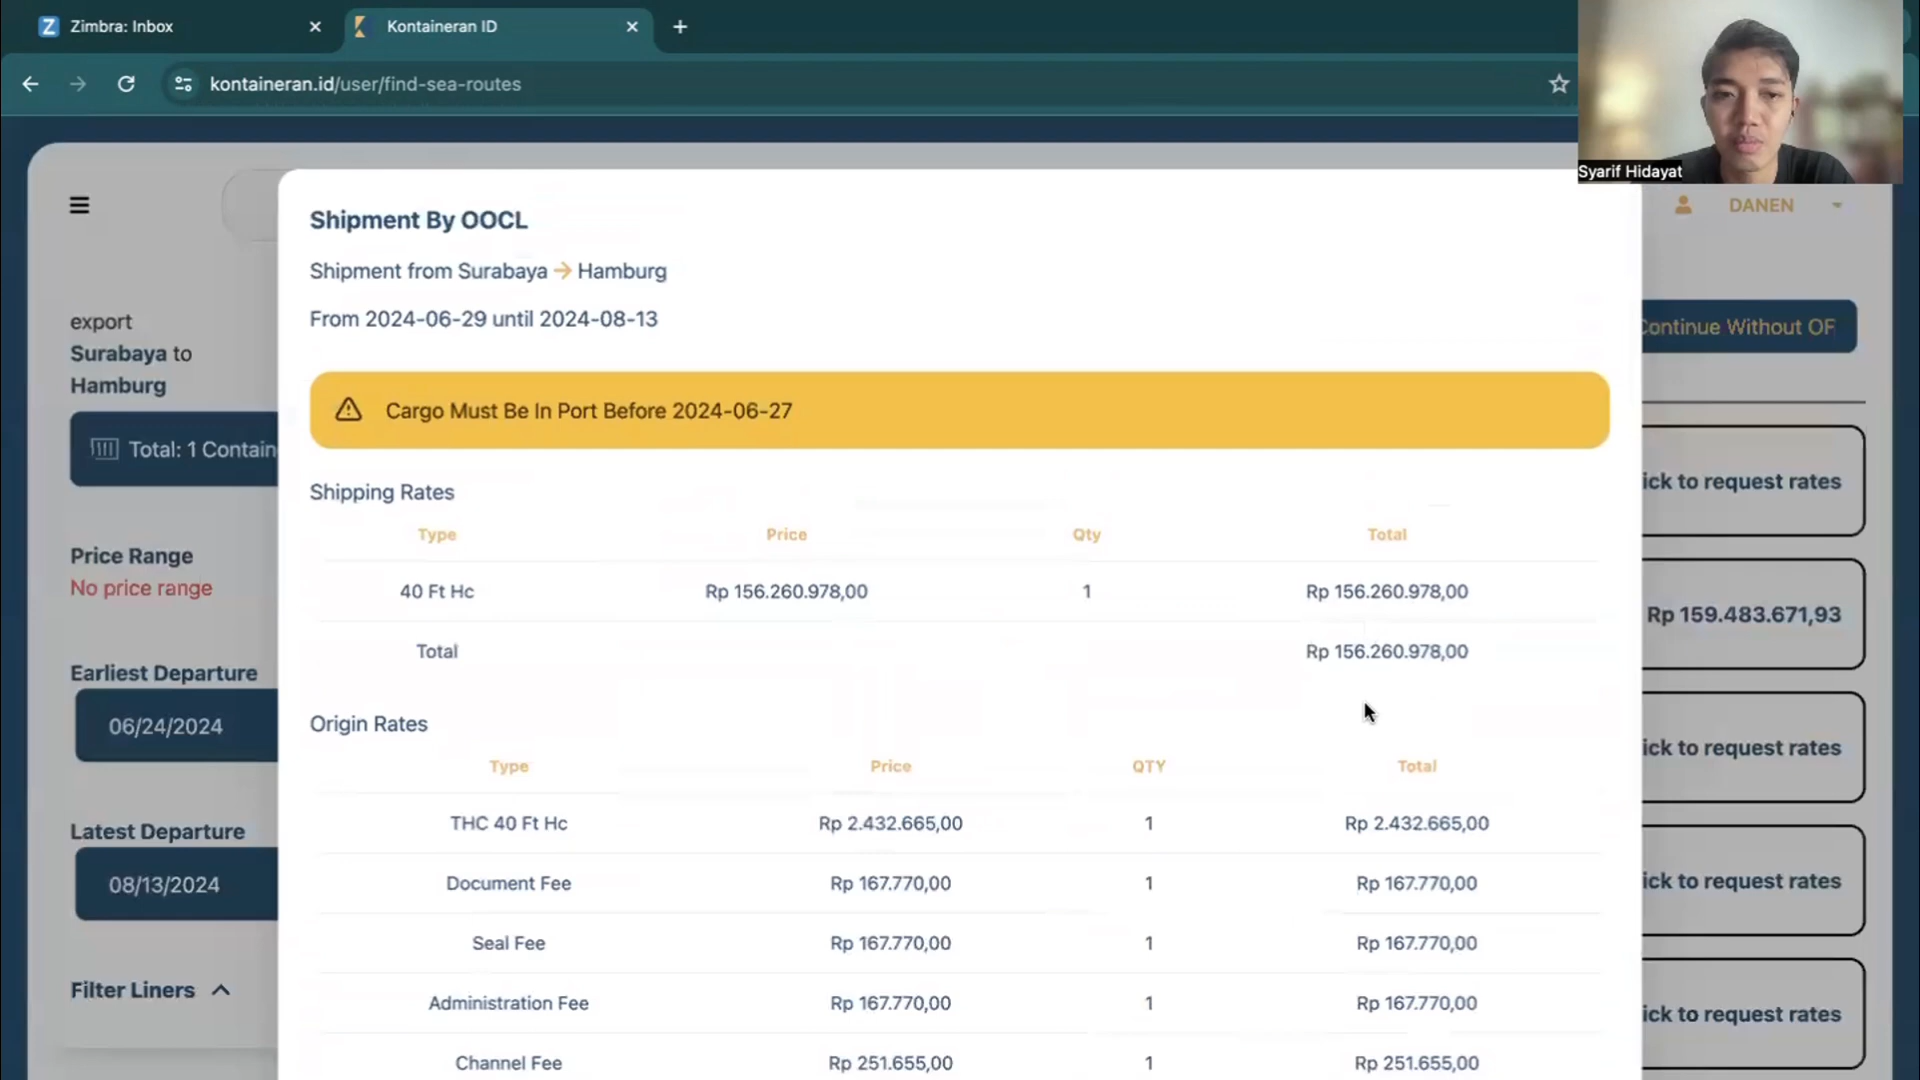 Zimbra: Inbox
Kontaineran ID
kontaineran.id/user/find-sea-routes
Syarif Hidayat
DANEN
export
Surabaya to
Hamburg
Total: 1 Contain
Price Range
No price range
Earliest Departure
06/24/2024
Latest Departure
08/13/2024
Filter Liners
Shipment By OOCL
Shipment from Surabaya → Hamburg
From 2024-06-29 until 2024-08-13
Cargo Must Be In Port Before 2024-06-27
Shipping Rates
Type Price Qty Total
40 Ft Hc Rp 156.260.978,00 1 Rp 156.260.978,00
Total Rp 156.260.978,00
Origin Rates
Type Price QTY Total
THC 40 Ft Hc Rp 2.432.665,00 1 Rp 2.432.665,00
Document Fee Rp 167.770,00 1 Rp 167.770,00
Seal Fee Rp 167.770,00 1 Rp 167.770,00
Administration Fee Rp 167.770,00 1 Rp 167.770,00
Channel Fee Rp 251.655,00 1 Rp 251.655,00
Continue Without OF
ick to request rates
Rp 159.483.671,93
ick to request rates
ick to request rates
ick to request rates